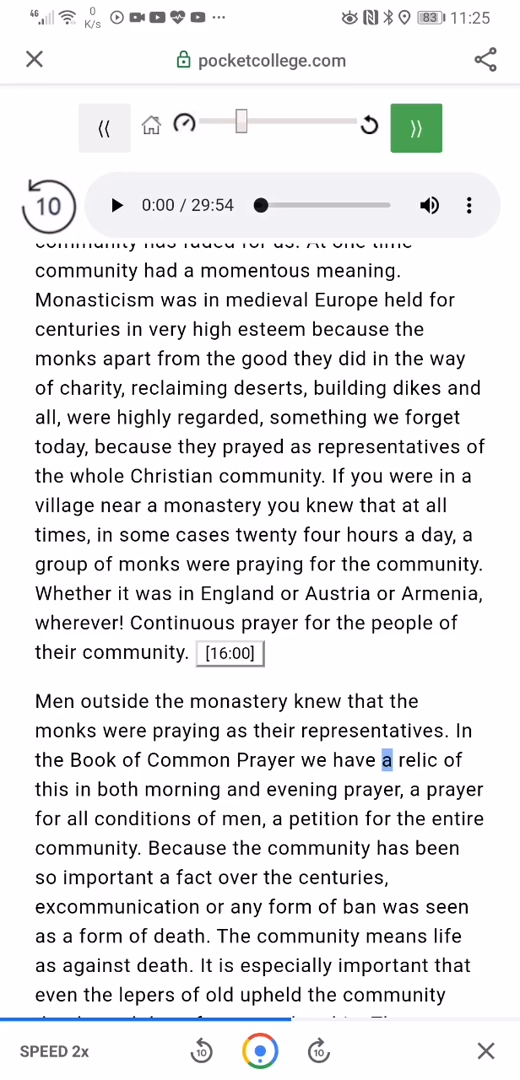 46 0 K/s ... 83 11:25
pocketcollege.com
⟨⟨ ⟩⟩
10 0:00 / 29:54
community has faded for us. At one time
community had a momentous meaning.
Monasticism was in medieval Europe held for
centuries in very high esteem because the
monks apart from the good they did in the way
of charity, reclaiming deserts, building dikes and
all, were highly regarded, something we forget
today, because they prayed as representatives of
the whole Christian community. If you were in a
village near a monastery you knew that at all
times, in some cases twenty four hours a day, a
group of monks were praying for the community.
Whether it was in England or Austria or Armenia,
wherever! Continuous prayer for the people of
their community. [16:00]
Men outside the monastery knew that the
monks were praying as their representatives. In
the Book of Common Prayer we have a relic of
this in both morning and evening prayer, a prayer
for all conditions of men, a petition for the entire
community. Because the community has been
so important a fact over the centuries,
excommunication or any form of ban was seen
as a form of death. The community means life
as against death. It is especially important that
even the lepers of old upheld the community
SPEED 2x 10 10